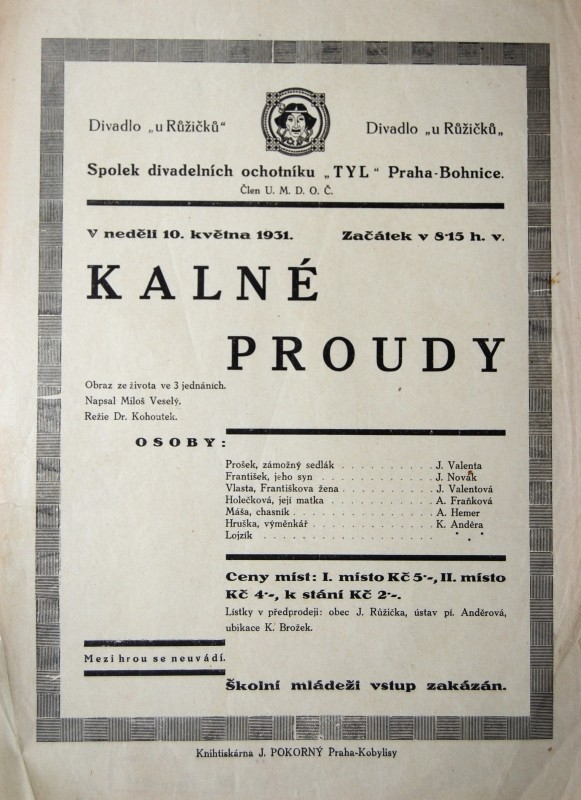 Divadlo „u Růžičků“
Divadlo „u Růžičků„
Spolek divadelních ochotníku „TYL“ Praha-Bohnice.
Člen U. M. D. O. Č.
V neděli 10. května 1931.
Začátek v 8·15 h. v.
KALNÉ
PROUDY
Obraz ze života ve 3 jednáních.
Napsal Miloš Veselý.
Režie Dr. Kohoutek.
OSOBY:
Prošek, zámožný sedlák . . . . . . . . . J. Valenta
František, jeho syn . . . . . . . . . . . J. Novák
Vlasta, Františkova žena . . . . . . . . . J. Valentová
Holečková, její matka . . . . . . . . . . A. Fraňková
Máša, chasník . . . . . . . . . . . . . A. Hemer
Hruška, výměnkář . . . . . . . . . . . K. Anděra
Lojzík . . . . . . . . . . . . . . . . * * *
Ceny míst: I. místo Kč 5·-, II. místo
Kč 4·-, k stání Kč 2·-.
Lístky v předprodeji: obec J. Růžička, ústav pí. Anděrová,
ubikace K. Brožek.
Mezi hrou se neuvádí.
Školní mládeži vstup zakázán.
Knihtiskárna J. POKORNÝ Praha-Kobylisy